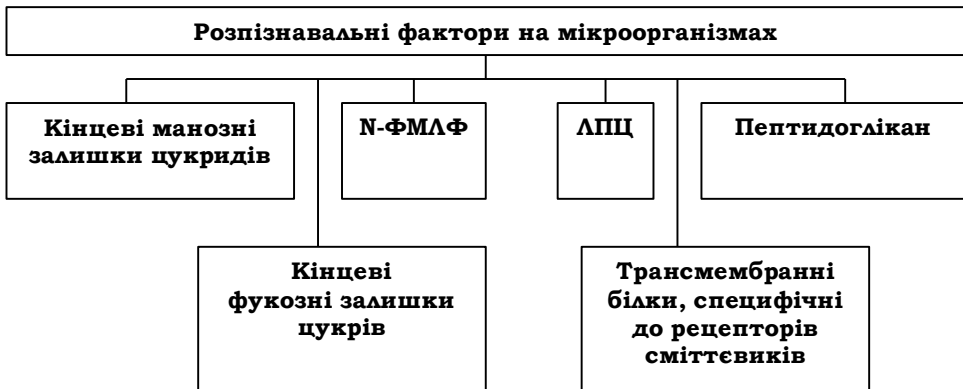 Розпізнавальні фактори на мікроорганізмах
Кінцеві манозні
залишки цукридів
N-ФМЛФ
ЛПЦ
Пептидоглікан
Кінцеві
фукозні залишки
цукрів
Трансмембранні
білки, специфічні
до рецепторів
сміттєвиків